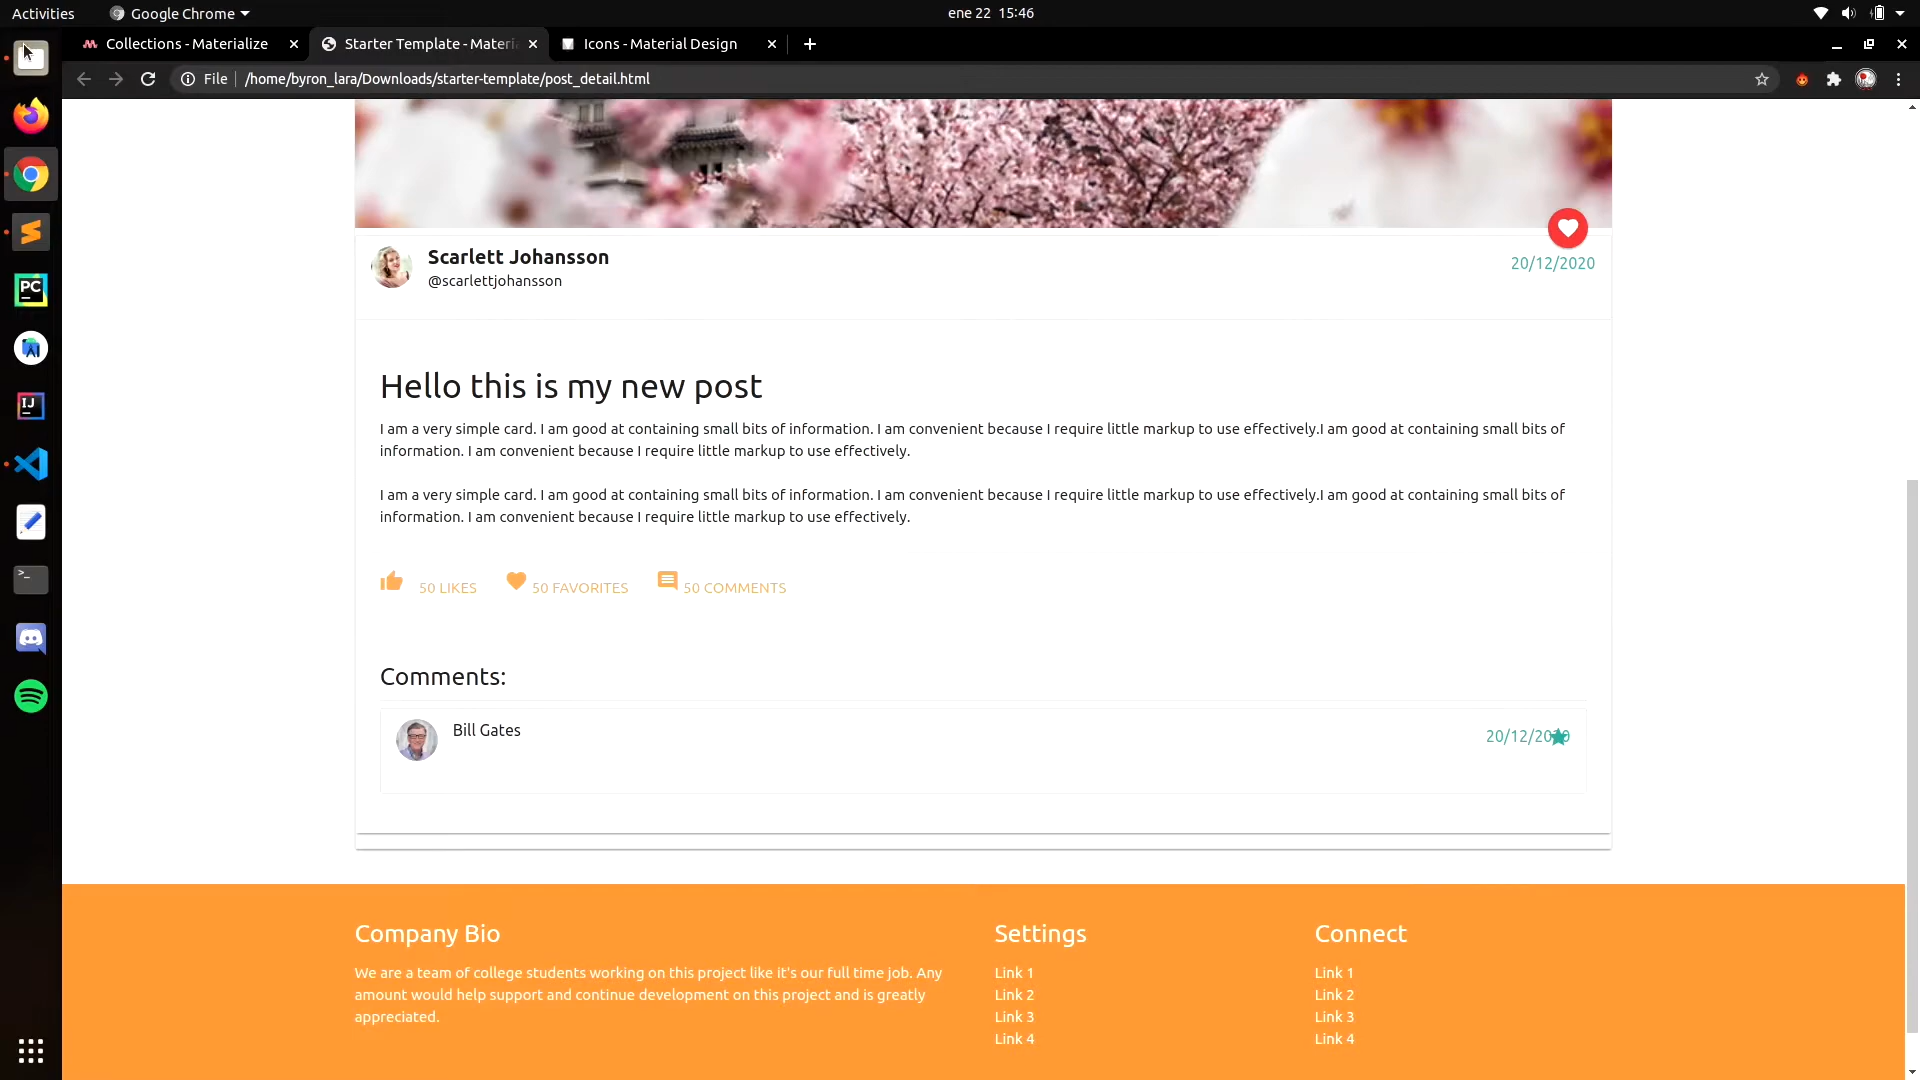 Activities
Google Chrome
ene 22 15:46
Collections - Materialize
Starter Template - Materi
Icons - Material Design
File
/home/byron_lara/Downloads/starter-template/post_detail.html
PC
IJ
Scarlett Johansson
20/12/2020
@scarlettjohansson
Hello this is my new post
I am a very simple card. I am good at containing small bits of information. I am convenient because I require little markup to use effectively.I am good at containing small bits of
information. I am convenient because I require little markup to use effectively.
I am a very simple card. I am good at containing small bits of information. I am convenient because I require little markup to use effectively.I am good at containing small bits of
information. I am convenient because I require little markup to use effectively.
50 LIKES
50 FAVORITES
50 COMMENTS
Comments:
Bill Gates
20/12/2020
Company Bio
We are a team of college students working on this project like it's our full time job. Any
amount would help support and continue development on this project and is greatly
appreciated.
Settings
Link 1
Link 2
Link 3
Link 4
Connect
Link 1
Link 2
Link 3
Link 4